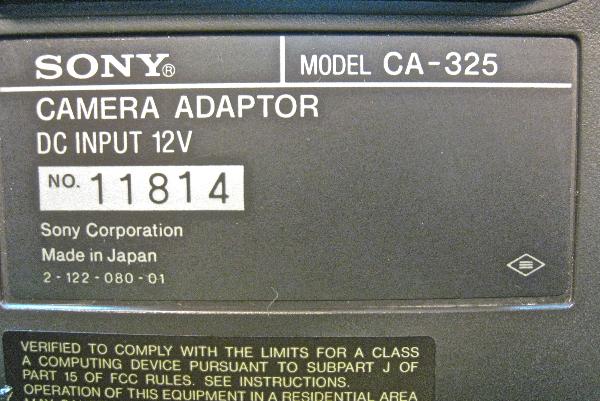 SONY®
MODEL CA-325
CAMERA ADAPTOR
DC INPUT 12V
NO. 11814
Sony Corporation
Made in Japan
2-122-080-01
VERIFIED TO COMPLY WITH THE LIMITS FOR A CLASS
A COMPUTING DEVICE PURSUANT TO SUBPART J OF
PART 15 OF FCC RULES. SEE INSTRUCTIONS.
OPERATION OF THIS EQUIPMENT IN A RESIDENTIAL AREA